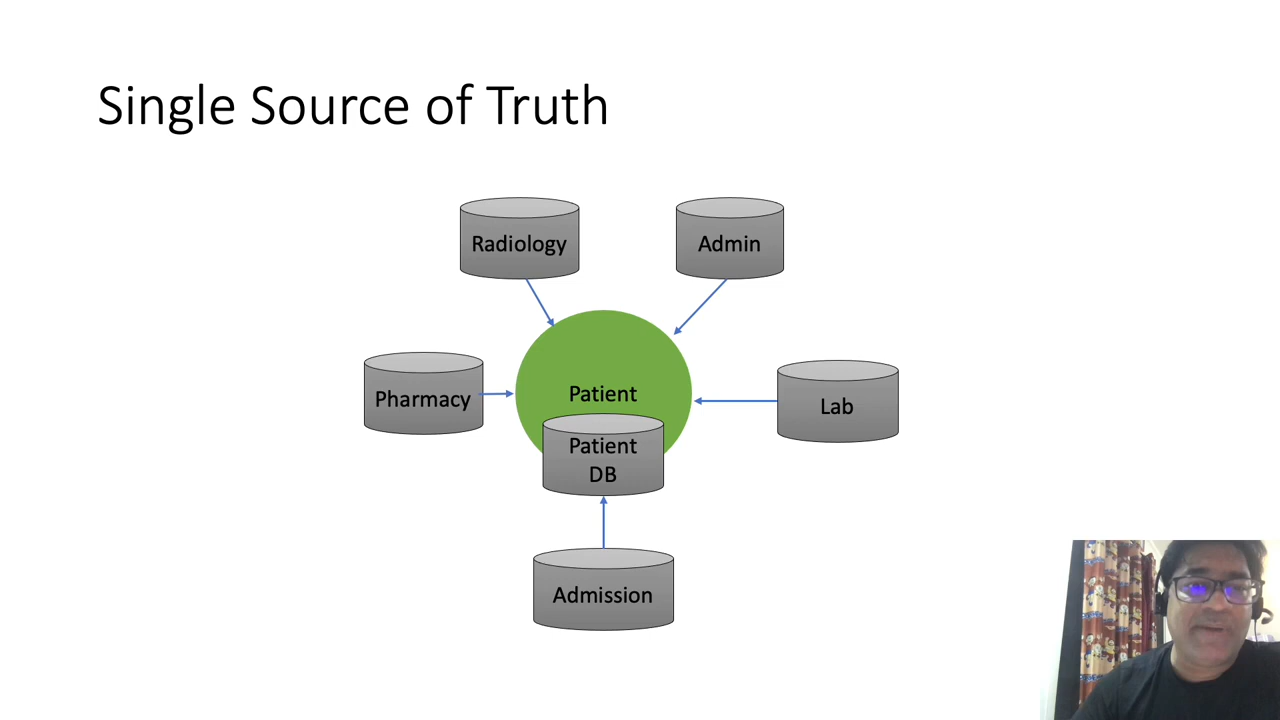 Single Source of Truth
Radiology
Admin
Patient
Pharmacy
Lab
Patient
DB
Admission